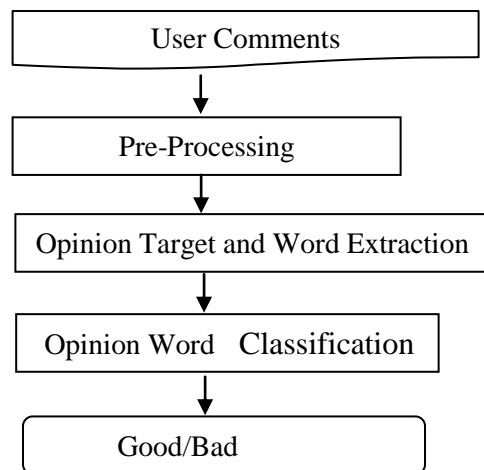 User Comments
Pre-Processing
Opinion Target and Word Extraction
Opinion Word Classification
Good/Bad